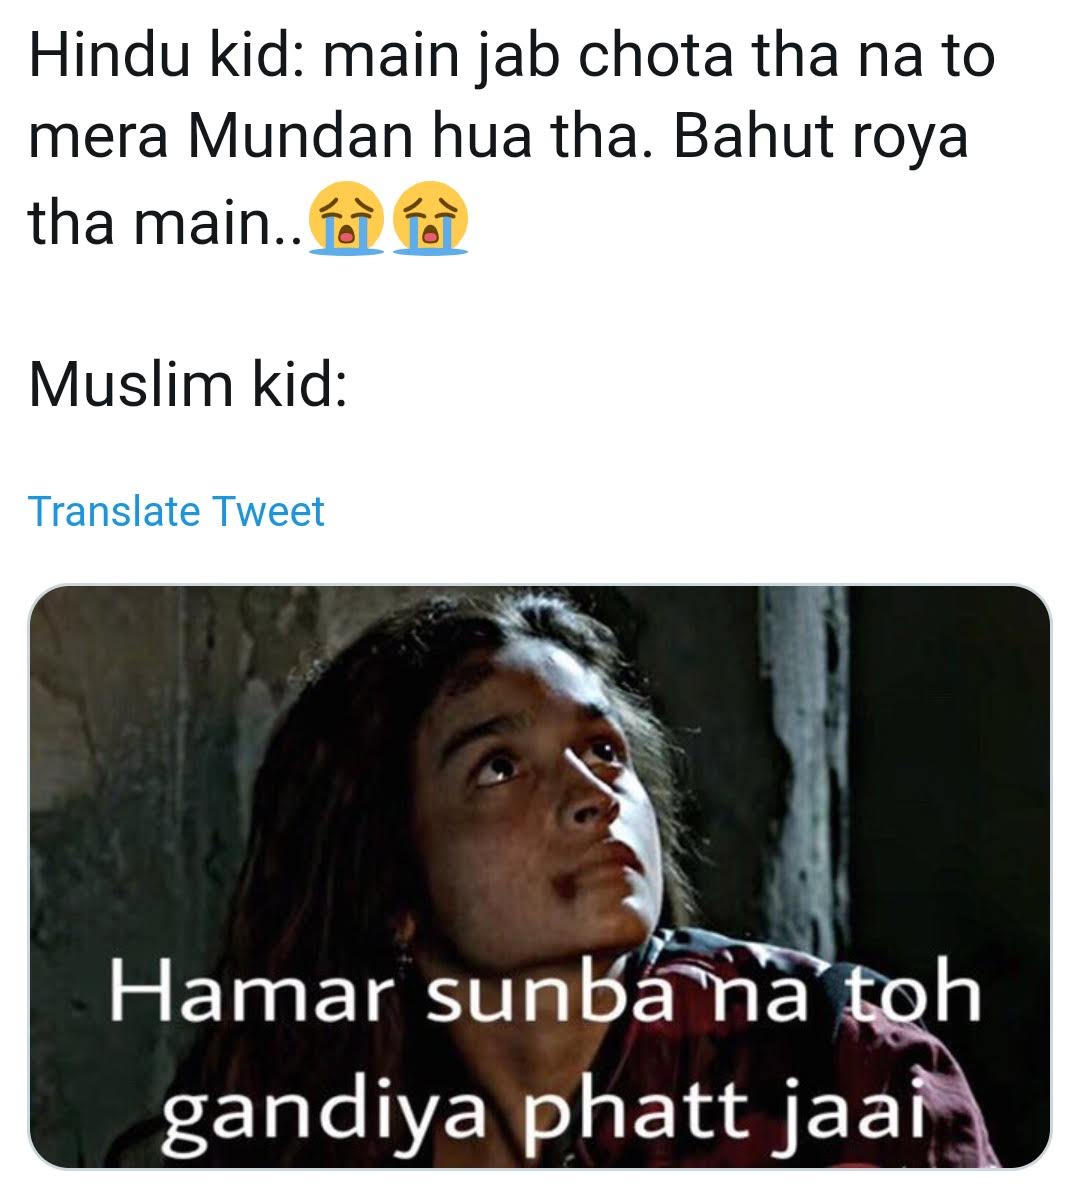 Hindu kid: main jab chota tha na to
mera Mundan hua tha. Bahut roya
tha main..😭😭
Muslim kid:
Translate Tweet
Hamar sunba na toh
gandiya phatt jaai